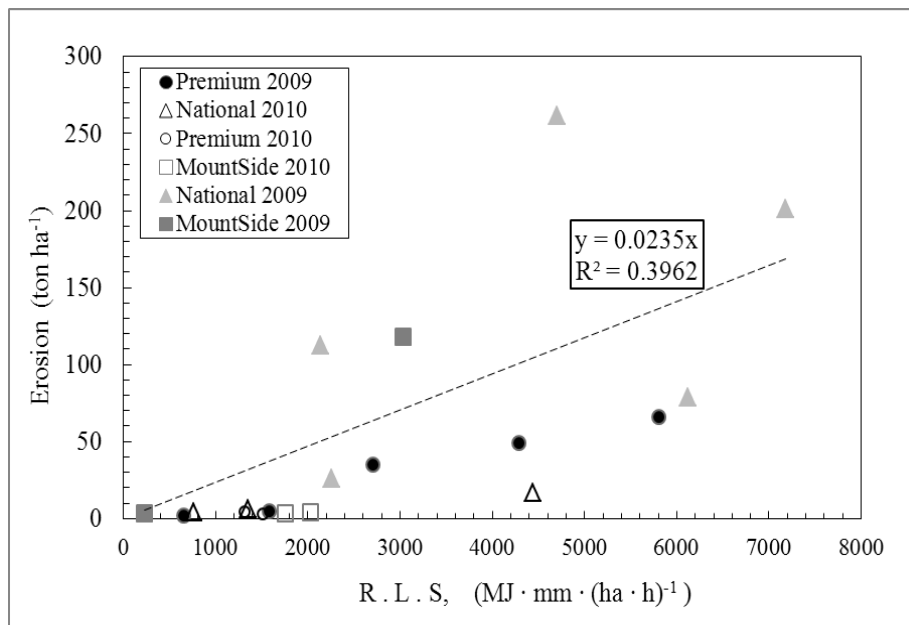 300
250
200
150
100
50
0
Erosion (ton ha⁻¹)
Premium 2009
National 2010
Premium 2010
MountSide 2010
National 2009
MountSide 2009
y = 0.0235x
R² = 0.3962
0 1000 2000 3000 4000 5000 6000 7000 8000
R . L . S, (MJ · mm · (ha · h)⁻¹ )